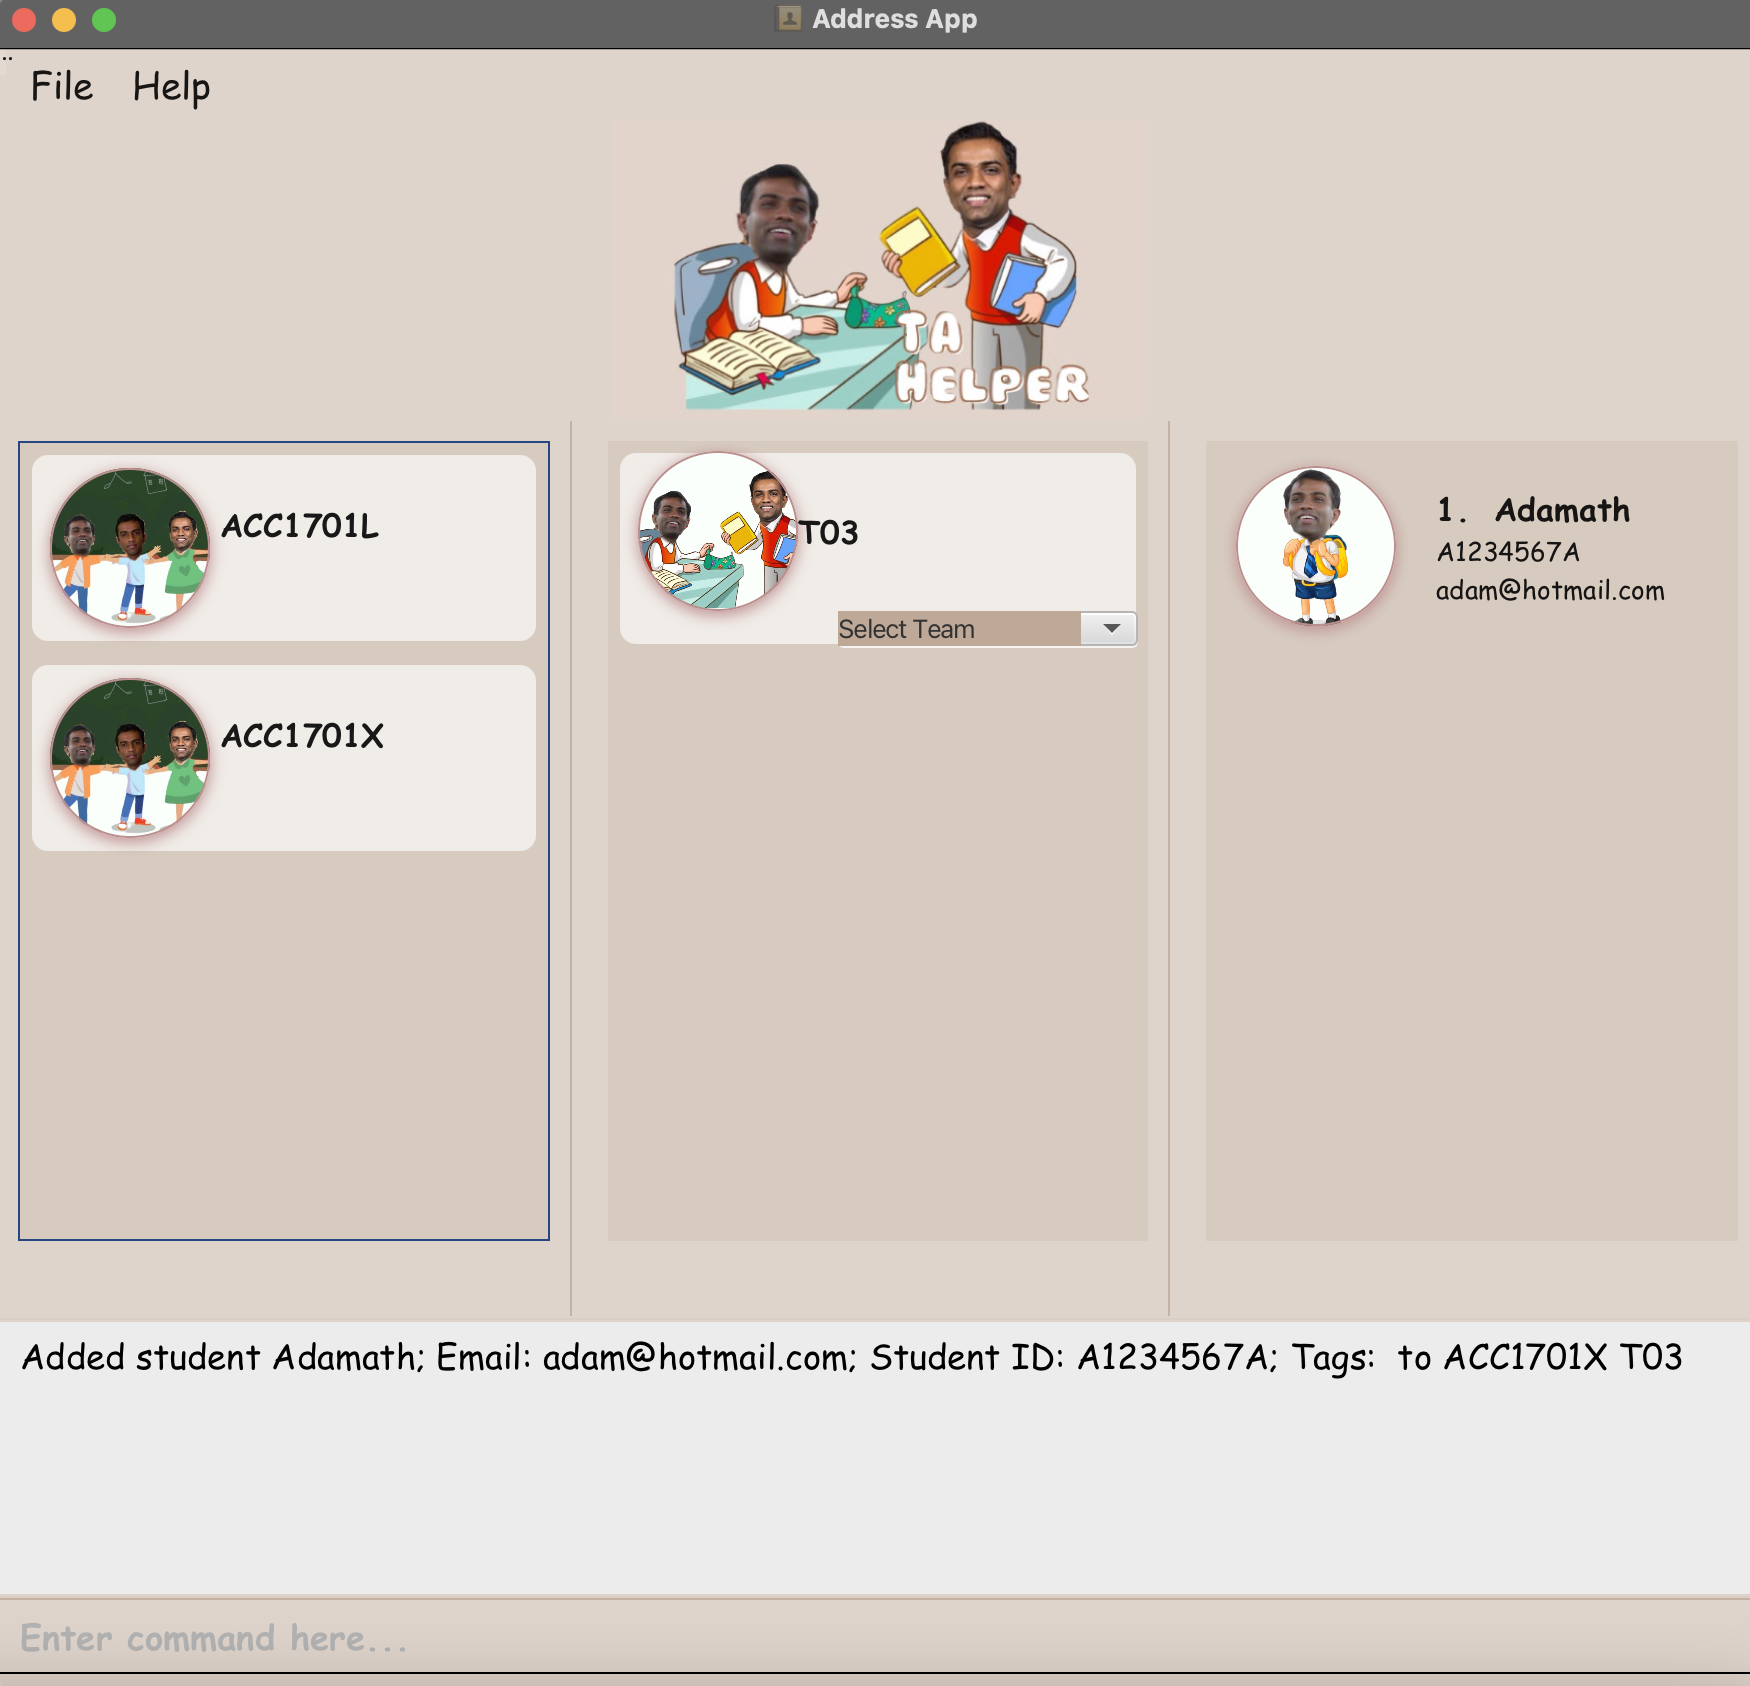 Address App
File Help
TA
HELPER
ACC1701L
ACC1701X
T03
Select Team
1. Adamath
A1234567A
adam@hotmail.com
Added student Adamath; Email: adam@hotmail.com; Student ID: A1234567A; Tags:  to ACC1701X T03
Enter command here...